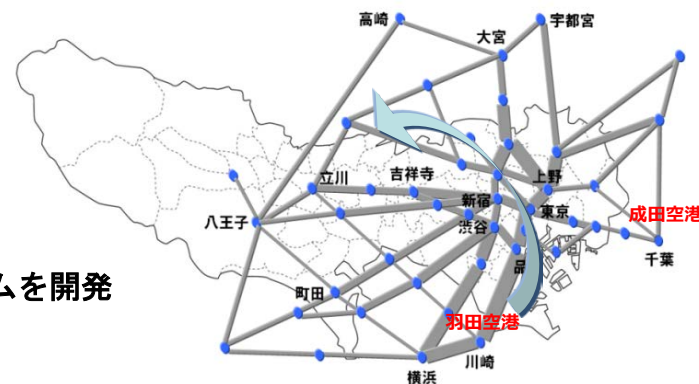 高崎
宇都宮
大宮
立川
吉祥寺
上野
新宿
東京
成田空港
八王子
渋谷
品
千葉
ムを開発
町田
羽田空港
川崎
横浜